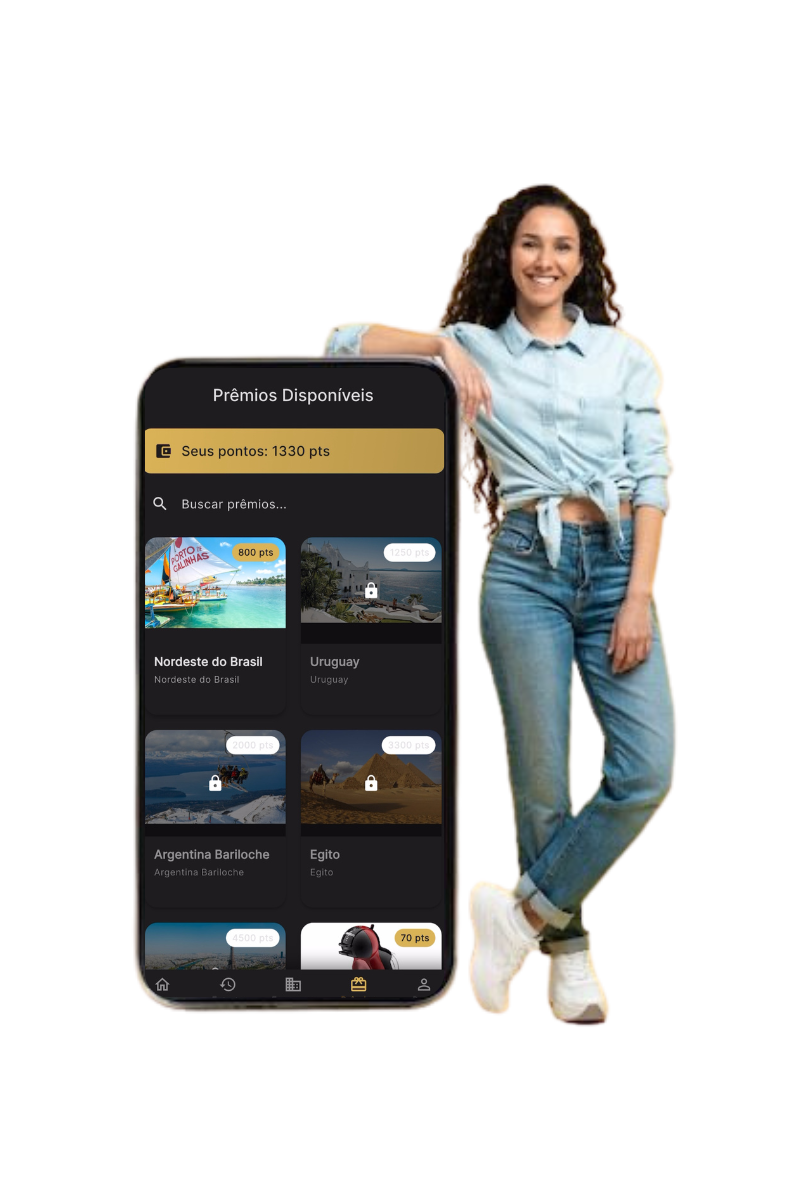 Prêmios Disponíveis
Seus pontos: 1330 pts
Buscar prêmios...
PORTO DE GALINHAS
800 pts
1250 pts
Nordeste do Brasil
Nordeste do Brasil
Uruguay
Uruguay
2000 pts
3300 pts
Argentina Bariloche
Argentina Bariloche
Egito
Egito
4500 pts
70 pts